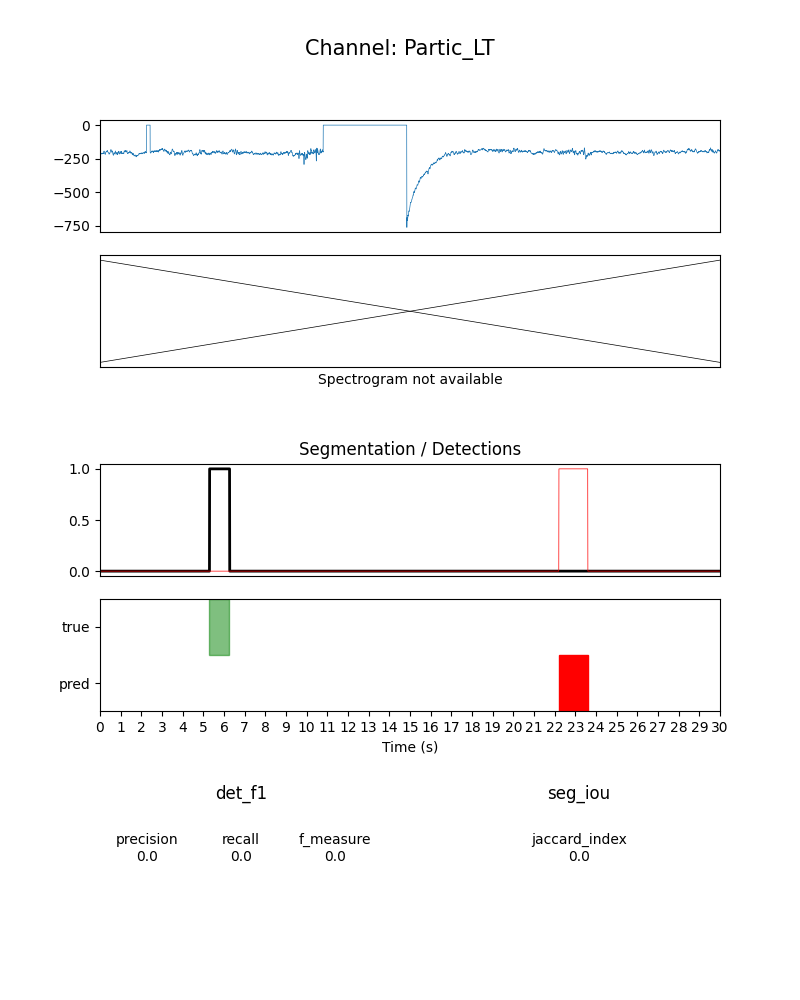 Channel: Partic_LT
0
−250
−500
−750
Spectrogram not available
Segmentation / Detections
1.0
0.5
0.0
true
pred
0 1 2 3 4 5 6 7 8 9 10 11 12 13 14 15 16 17 18 19 20 21 22 23 24 25 26 27 28 29 30
Time (s)
det_f1 seg_iou
precision recall f_measure jaccard_index
0.0 0.0 0.0 0.0